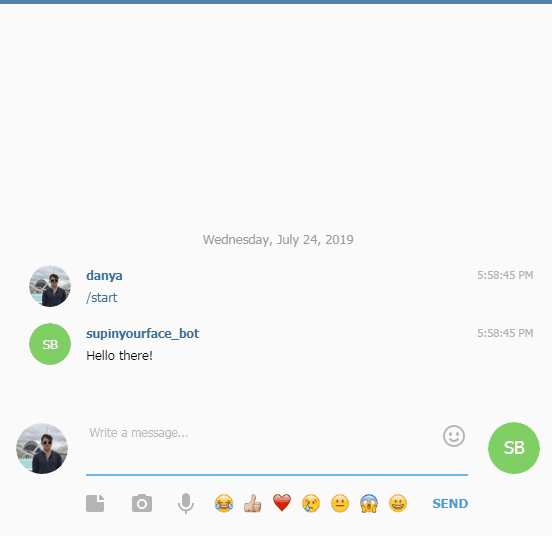 Wednesday, July 24, 2019
danya 5:58:45 PM
/start
SB supinyourface_bot 5:58:45 PM
Hello there!
Write a message...
SB
SEND